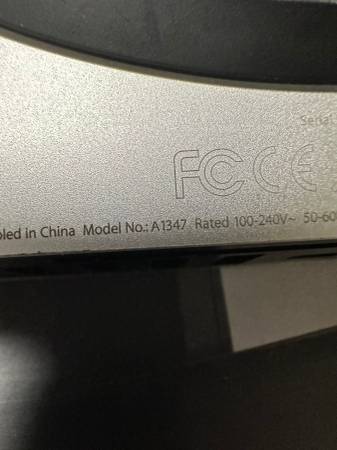 Serial
FC CE
bled in China Model No.: A1347 Rated 100-240V~ 50-60